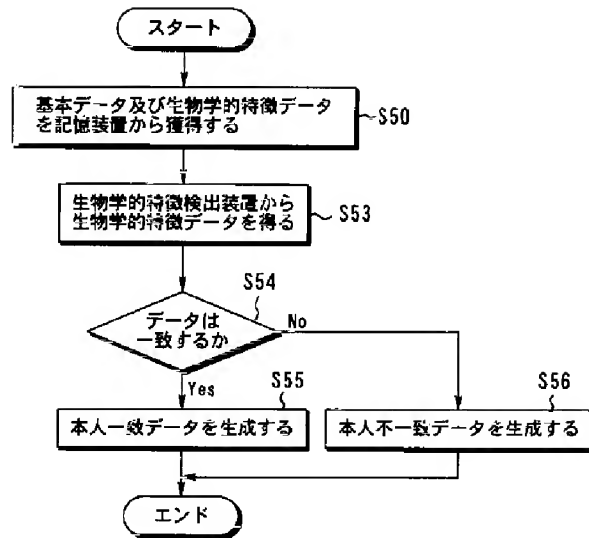 スタート
基本データ及び生物学的特徴データ
を記憶装置から獲得する
S50
生物学的特徴検出装置から
生物学的特徴データを得る
S53
S54
データは
一致するか
No
Yes
S55
本人一致データを生成する
S56
本人不一致データを生成する
エンド